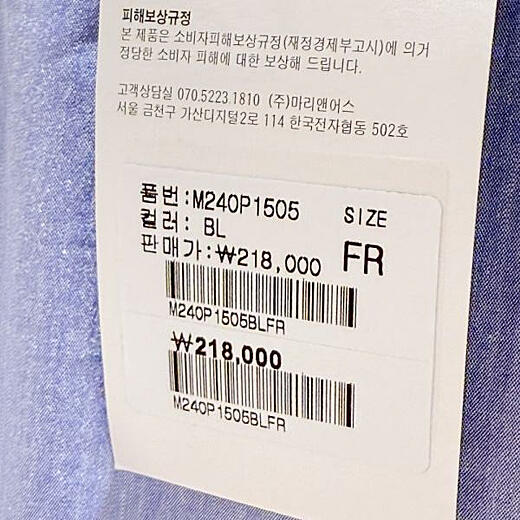 피해보상규정
본 제품은 소비자피해보상규정(재정경제부고시)에 의거
정당한 소비자 피해에 대한 보상해 드립니다.
고객상담실 070.5223.1810 (주)마리앤어스
서울 금천구 가산디지털2로 114 한국전자협동 502호
품번:M240P1505 SIZE
컬러: BL
판매가:₩218,000 FR
M240P1505BLFR
₩218,000
M240P1505BLFR